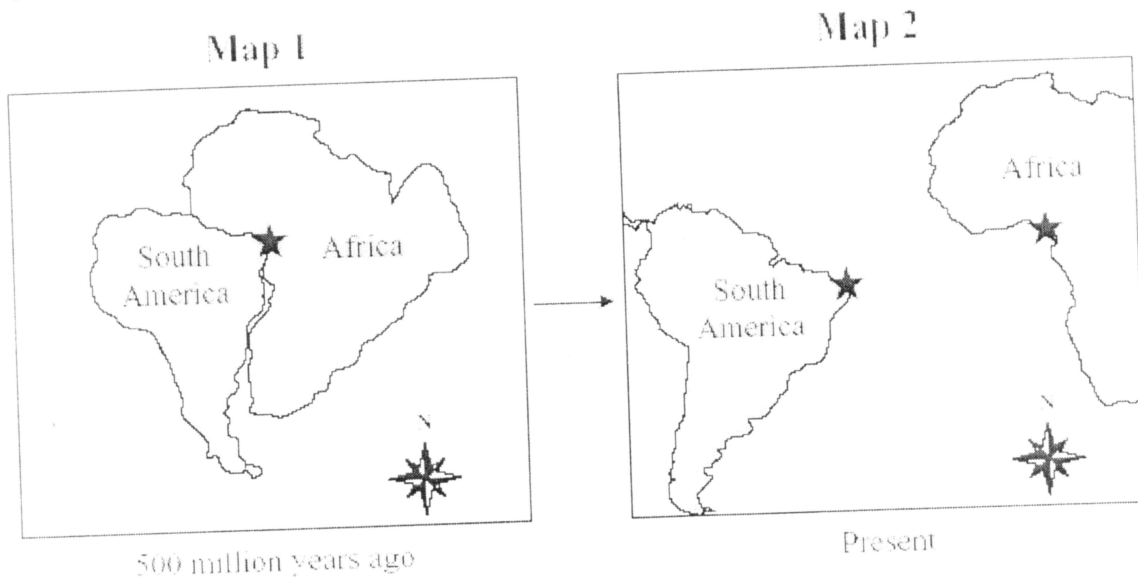 Map 1
South
America
Africa
N
500 million years ago
Map 2
Africa
South
America
N
Present